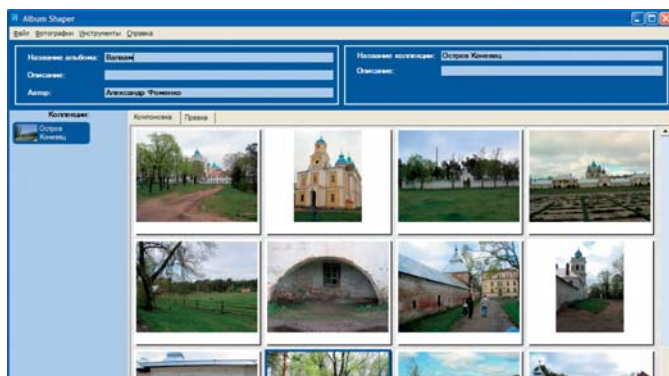 Album Shaper
Файл Фотографии Инструменты Справка
Название альбома: Валаам
Описание:
Автор: Александр Фоменко
Название коллекции: Остров Коневец
Описание:
Коллекции:
Остров
Коневец
Компоновка Правка